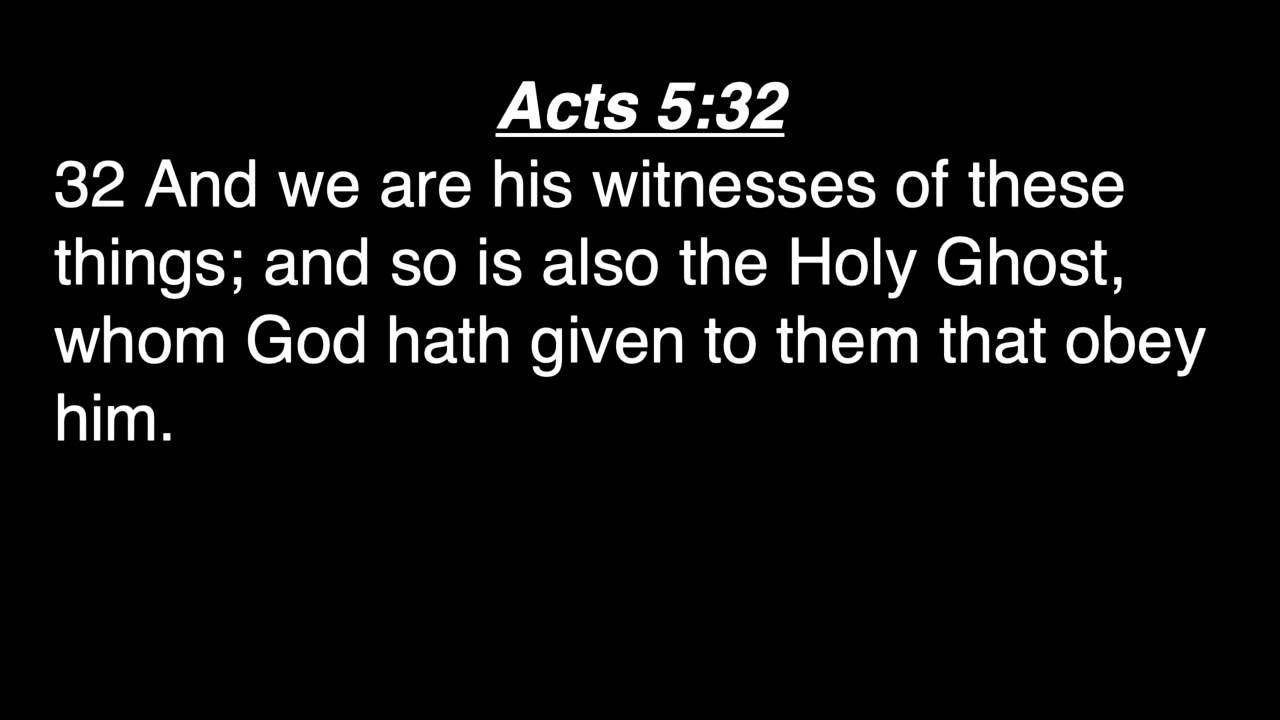 Acts 5:32
32 And we are his witnesses of these
things; and so is also the Holy Ghost,
whom God hath given to them that obey
him.